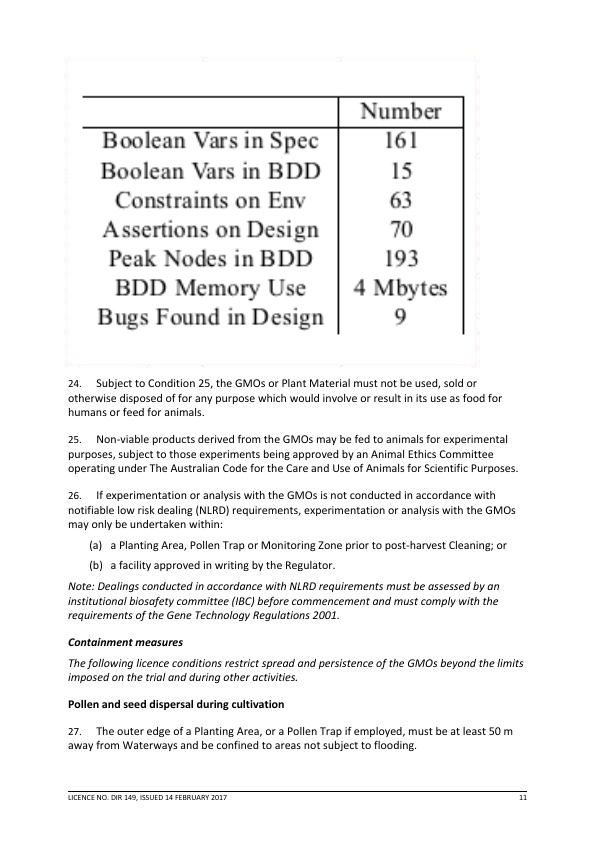 Number
Boolean Vars in Spec 161
Boolean Vars in BDD 15
Constraints on Env 63
Assertions on Design 70
Peak Nodes in BDD 193
BDD Memory Use 4 Mbytes
Bugs Found in Design 9
24. Subject to Condition 25, the GMOs or Plant Material must not be used, sold or
otherwise disposed of for any purpose which would involve or result in its use as food for
humans or feed for animals.
25. Non-viable products derived from the GMOs may be fed to animals for experimental
purposes, subject to those experiments being approved by an Animal Ethics Committee
operating under The Australian Code for the Care and Use of Animals for Scientific Purposes.
26. If experimentation or analysis with the GMOs is not conducted in accordance with
notifiable low risk dealing (NLRD) requirements, experimentation or analysis with the GMOs
may only be undertaken within:
(a) a Planting Area, Pollen Trap or Monitoring Zone prior to post-harvest Cleaning; or
(b) a facility approved in writing by the Regulator.
Note: Dealings conducted in accordance with NLRD requirements must be assessed by an
institutional biosafety committee (IBC) before commencement and must comply with the
requirements of the Gene Technology Regulations 2001.
Containment measures
The following licence conditions restrict spread and persistence of the GMOs beyond the limits
imposed on the trial and during other activities.
Pollen and seed dispersal during cultivation
27. The outer edge of a Planting Area, or a Pollen Trap if employed, must be at least 50 m
away from Waterways and be confined to areas not subject to flooding.
LICENCE NO. DIR 149, ISSUED 14 FEBRUARY 2017 11